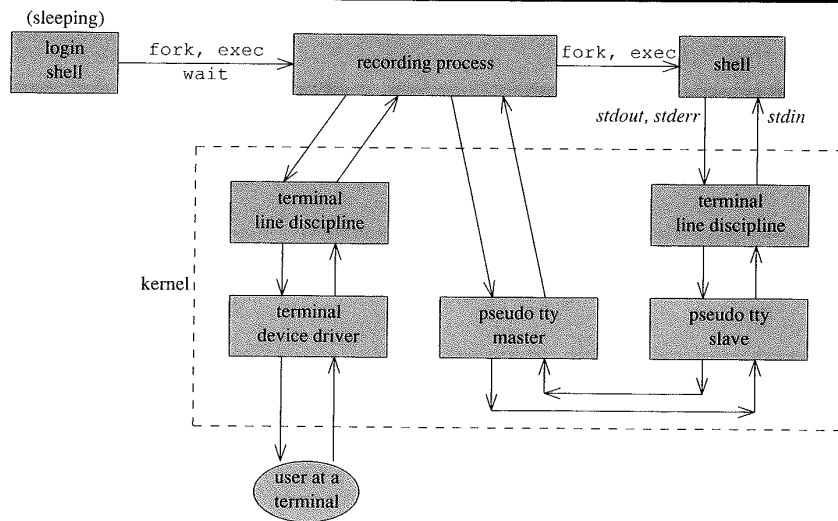 (sleeping)
login
shell
fork, exec
wait
recording process
fork, exec
shell
stdout, stderr
stdin
terminal
line discipline
terminal
line discipline
kernel
terminal
device driver
pseudo tty
master
pseudo tty
slave
user at a
terminal